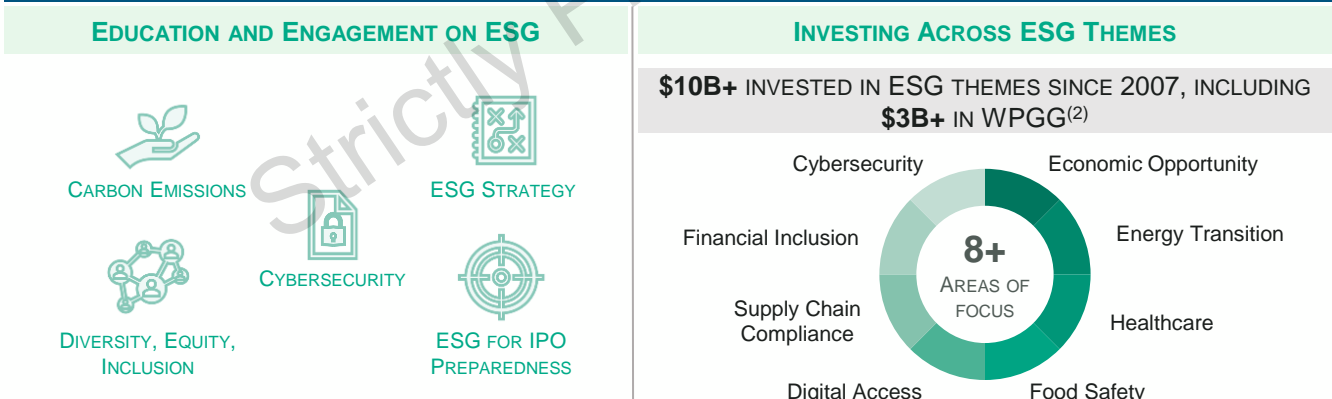 EDUCATION AND ENGAGEMENT ON ESG
CARBON EMISSIONS
ESG STRATEGY
CYBERSECURITY
DIVERSITY, EQUITY,
INCLUSION
ESG FOR IPO
PREPAREDNESS
Strictly
INVESTING ACROSS ESG THEMES
$10B+ INVESTED IN ESG THEMES SINCE 2007, INCLUDING
$3B+ IN WPGG(2)
Cybersecurity
Economic Opportunity
Financial Inclusion
Energy Transition
8+
AREAS OF
FOCUS
Supply Chain
Compliance
Healthcare
Digital Access
Food Safety